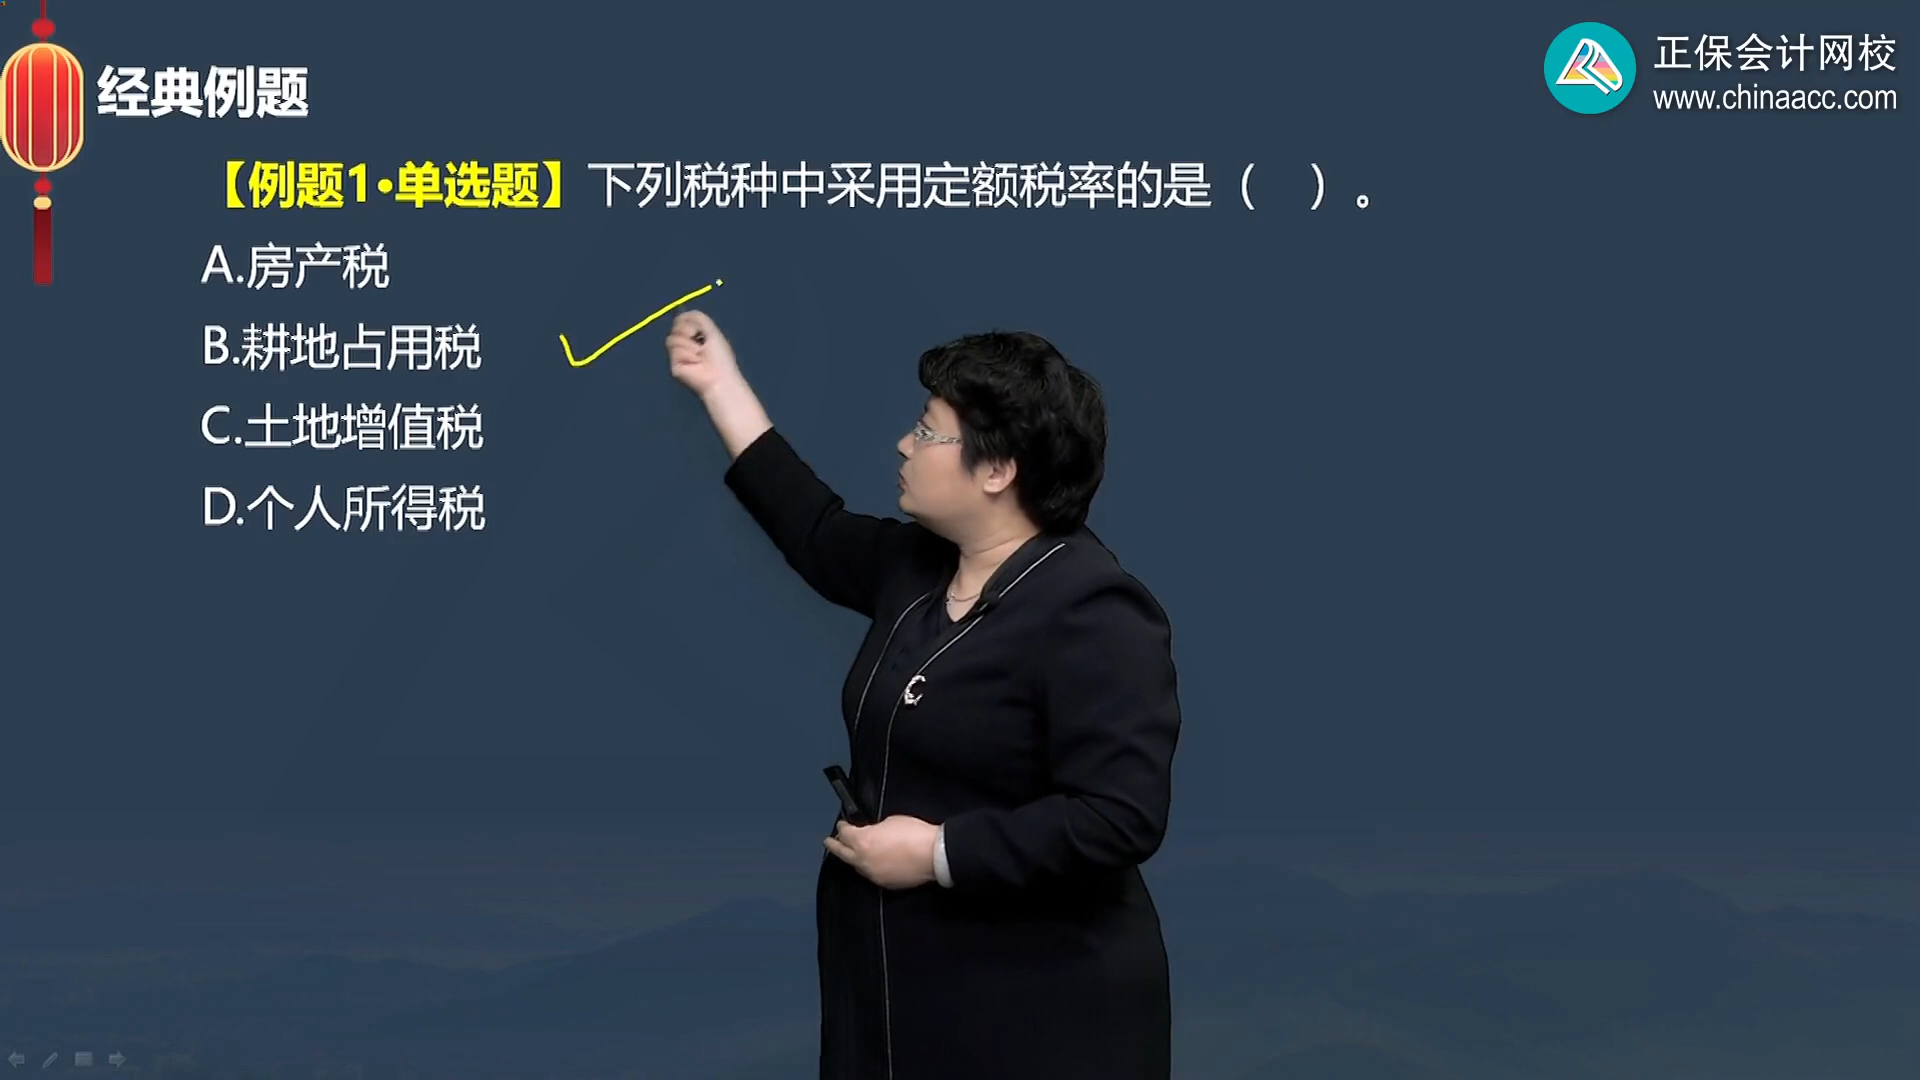 正保会计网校
www.chinaacc.com
经典例题
【例题1•单选题】下列税种中采用定额税率的是（ ）。
A.房产税
B.耕地占用税
C.土地增值税
D.个人所得税